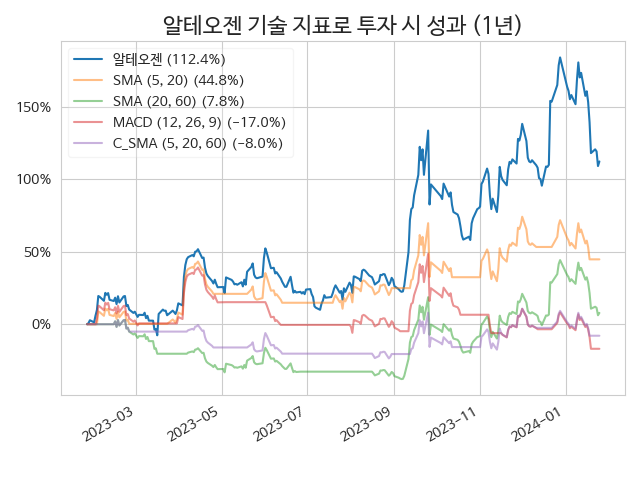 알테오젠 기술 지표로 투자 시 성과 (1년)
알테오젠 (112.4%)
SMA (5, 20) (44.8%)
SMA (20, 60) (7.8%)
MACD (12, 26, 9) (−17.0%)
C_SMA (5, 20, 60) (−8.0%)
150%
100%
50%
0%
2023−03
2023−05
2023−07
2023−09
2023−11
2024−01